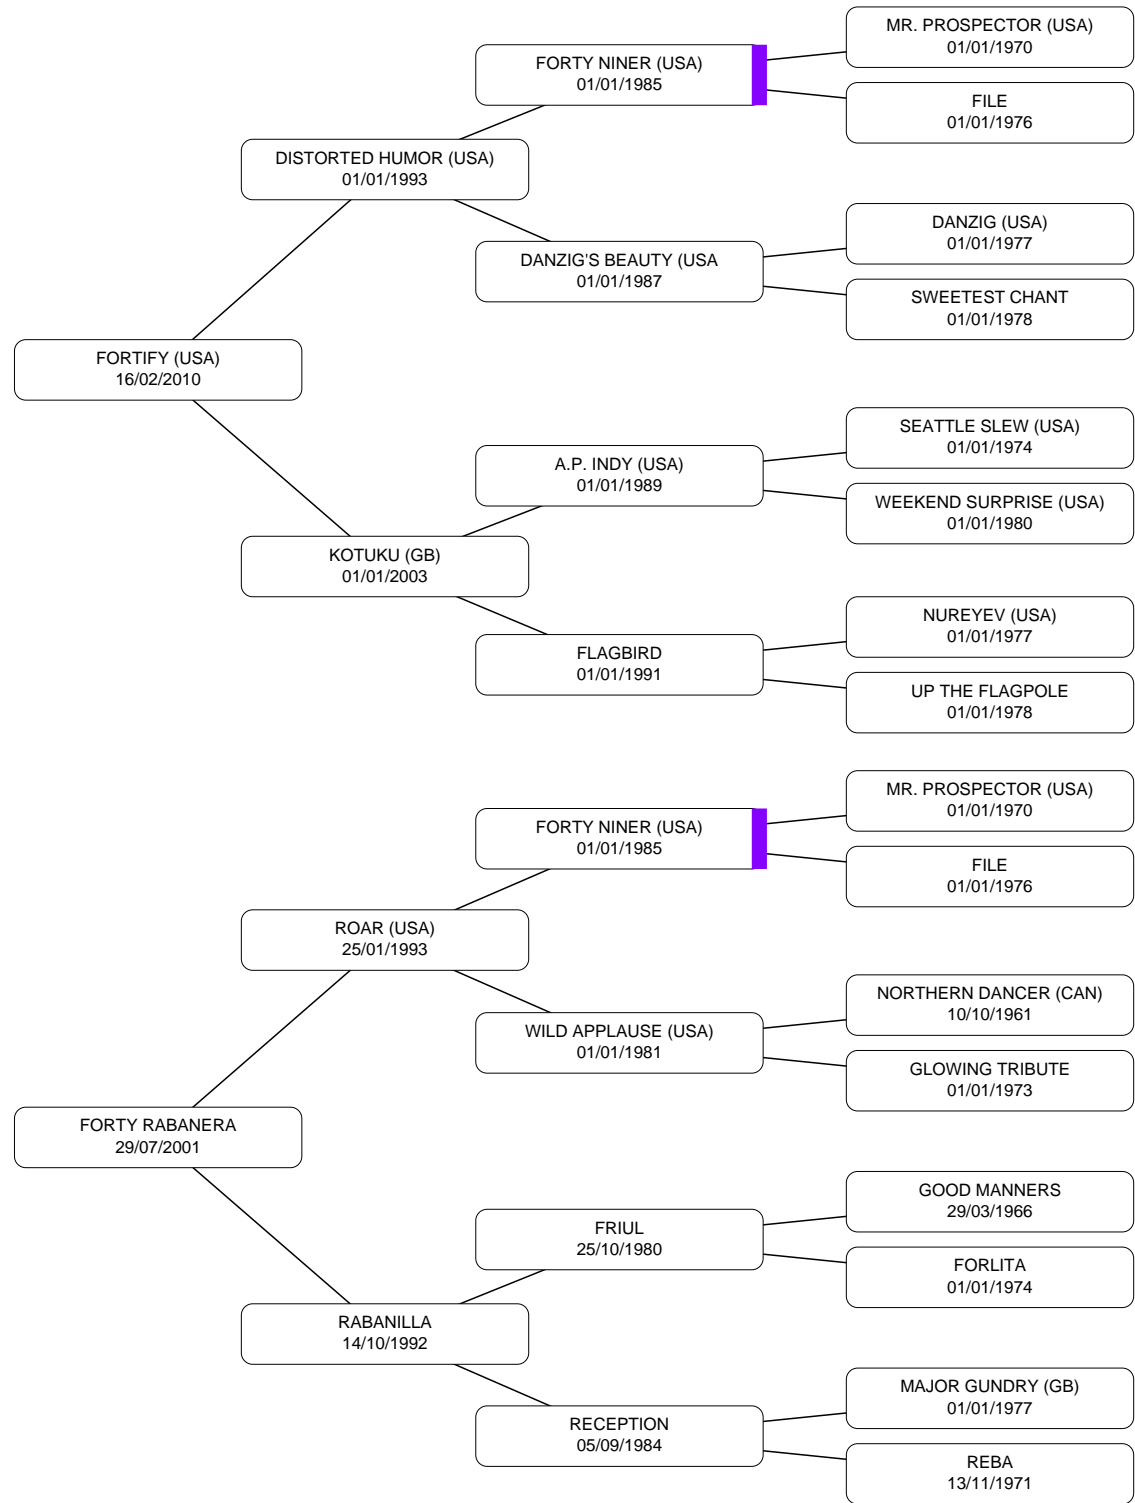 MR. PROSPECTOR (USA)
01/01/1970
FORTY NINER (USA)
01/01/1985
FILE
01/01/1976
DISTORTED HUMOR (USA)
01/01/1993
DANZIG (USA)
01/01/1977
DANZIG'S BEAUTY (USA
01/01/1987
SWEETEST CHANT
01/01/1978
FORTIFY (USA)
16/02/2010
SEATTLE SLEW (USA)
01/01/1974
A.P. INDY (USA)
01/01/1989
WEEKEND SURPRISE (USA)
01/01/1980
KOTUKU (GB)
01/01/2003
NUREYEV (USA)
01/01/1977
FLAGBIRD
01/01/1991
UP THE FLAGPOLE
01/01/1978
MR. PROSPECTOR (USA)
01/01/1970
FORTY NINER (USA)
01/01/1985
FILE
01/01/1976
ROAR (USA)
25/01/1993
NORTHERN DANCER (CAN)
10/10/1961
WILD APPLAUSE (USA)
01/01/1981
GLOWING TRIBUTE
01/01/1973
FORTY RABANERA
29/07/2001
GOOD MANNERS
29/03/1966
FRIUL
25/10/1980
FORLITA
01/01/1974
RABANILLA
14/10/1992
MAJOR GUNDRY (GB)
01/01/1977
RECEPTION
05/09/1984
REBA
13/11/1971